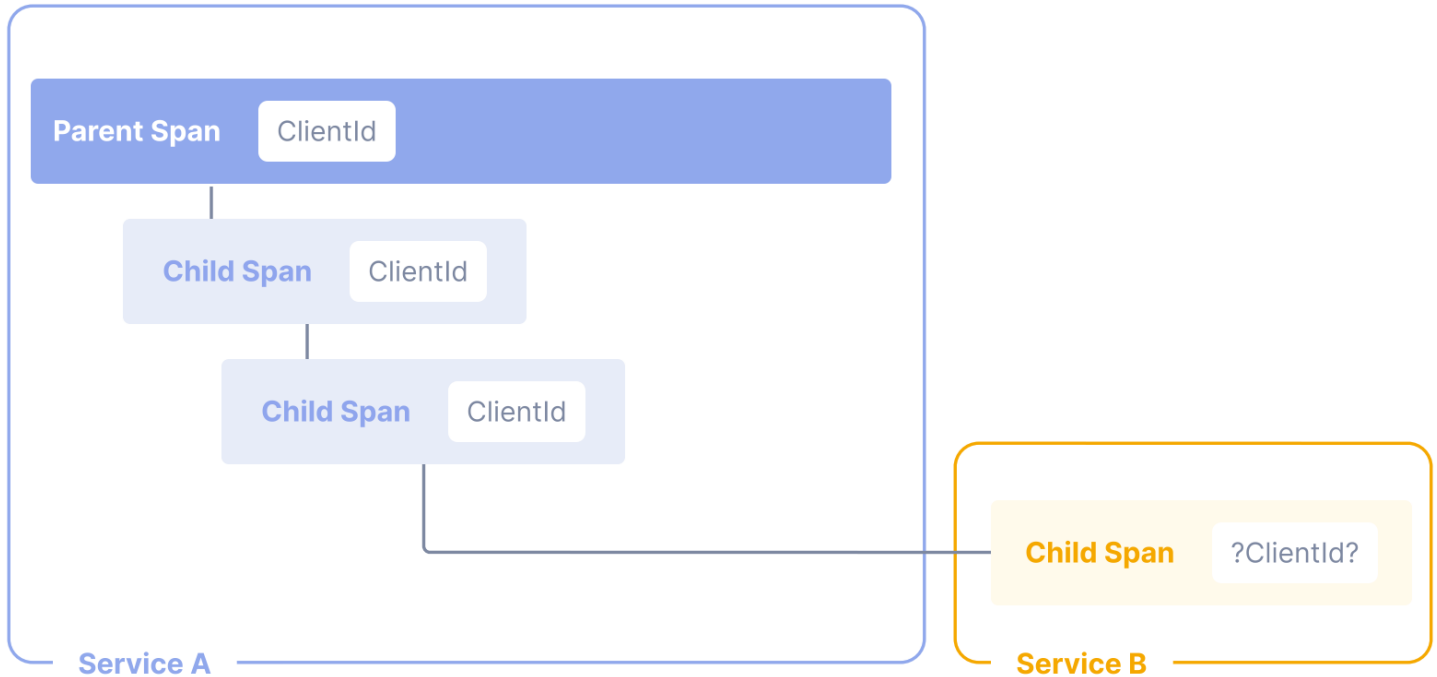 Parent Span ClientId
Child Span ClientId
Child Span ClientId
Child Span ?ClientId?
Service A
Service B